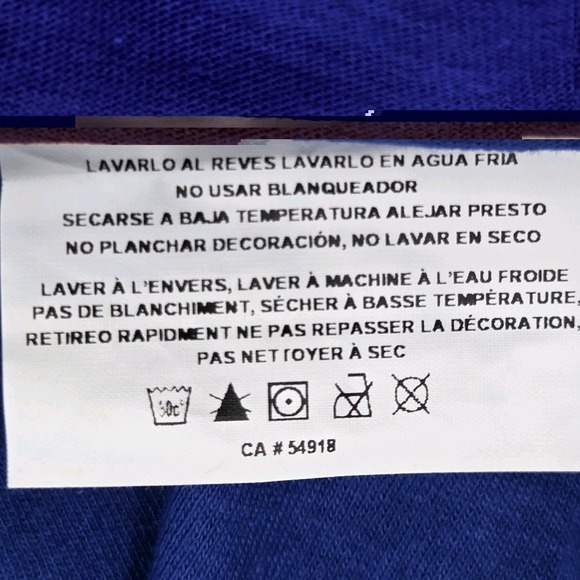 LAVARLO AL REVES LAVARLO EN AGUA FRIA
NO USAR BLANQUEADOR
SECARSE A BAJA TEMPERATURA ALEJAR PRESTO
NO PLANCHAR DECORACIÓN, NO LAVAR EN SECO
LAVER À L'ENVERS, LAVER À MACHINE À L'EAU FROIDE
PAS DE BLANCHIMENT, SÉCHER À BASSE TEMPÉRATURE,
RETIREO RAPIDMENT NE PAS REPASSER LA DÉCORATION,
PAS NETTOYER À SEC
30c
CA # 54918